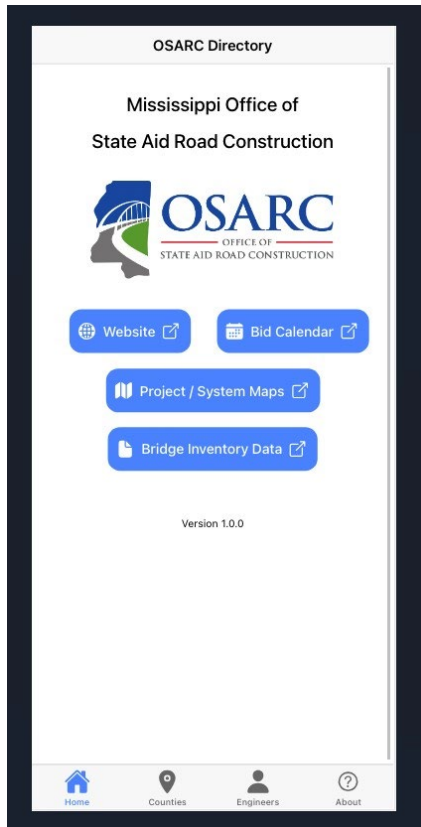 OSARC Directory
Mississippi Office of
State Aid Road Construction
OSARC
OFFICE OF
STATE AID ROAD CONSTRUCTION
Website
Bid Calendar
Project / System Maps
Bridge Inventory Data
Version 1.0.0
Home
Counties
Engineers
About